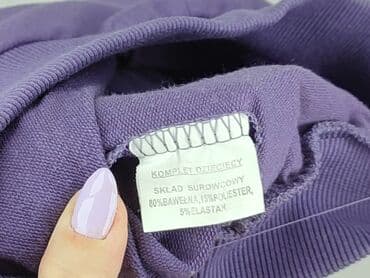 KOMPLET DZIECIĘCY
SKŁAD SUROWCOWY
80%BAWEŁNA,15%POLIESTER,
5%ELASTAN